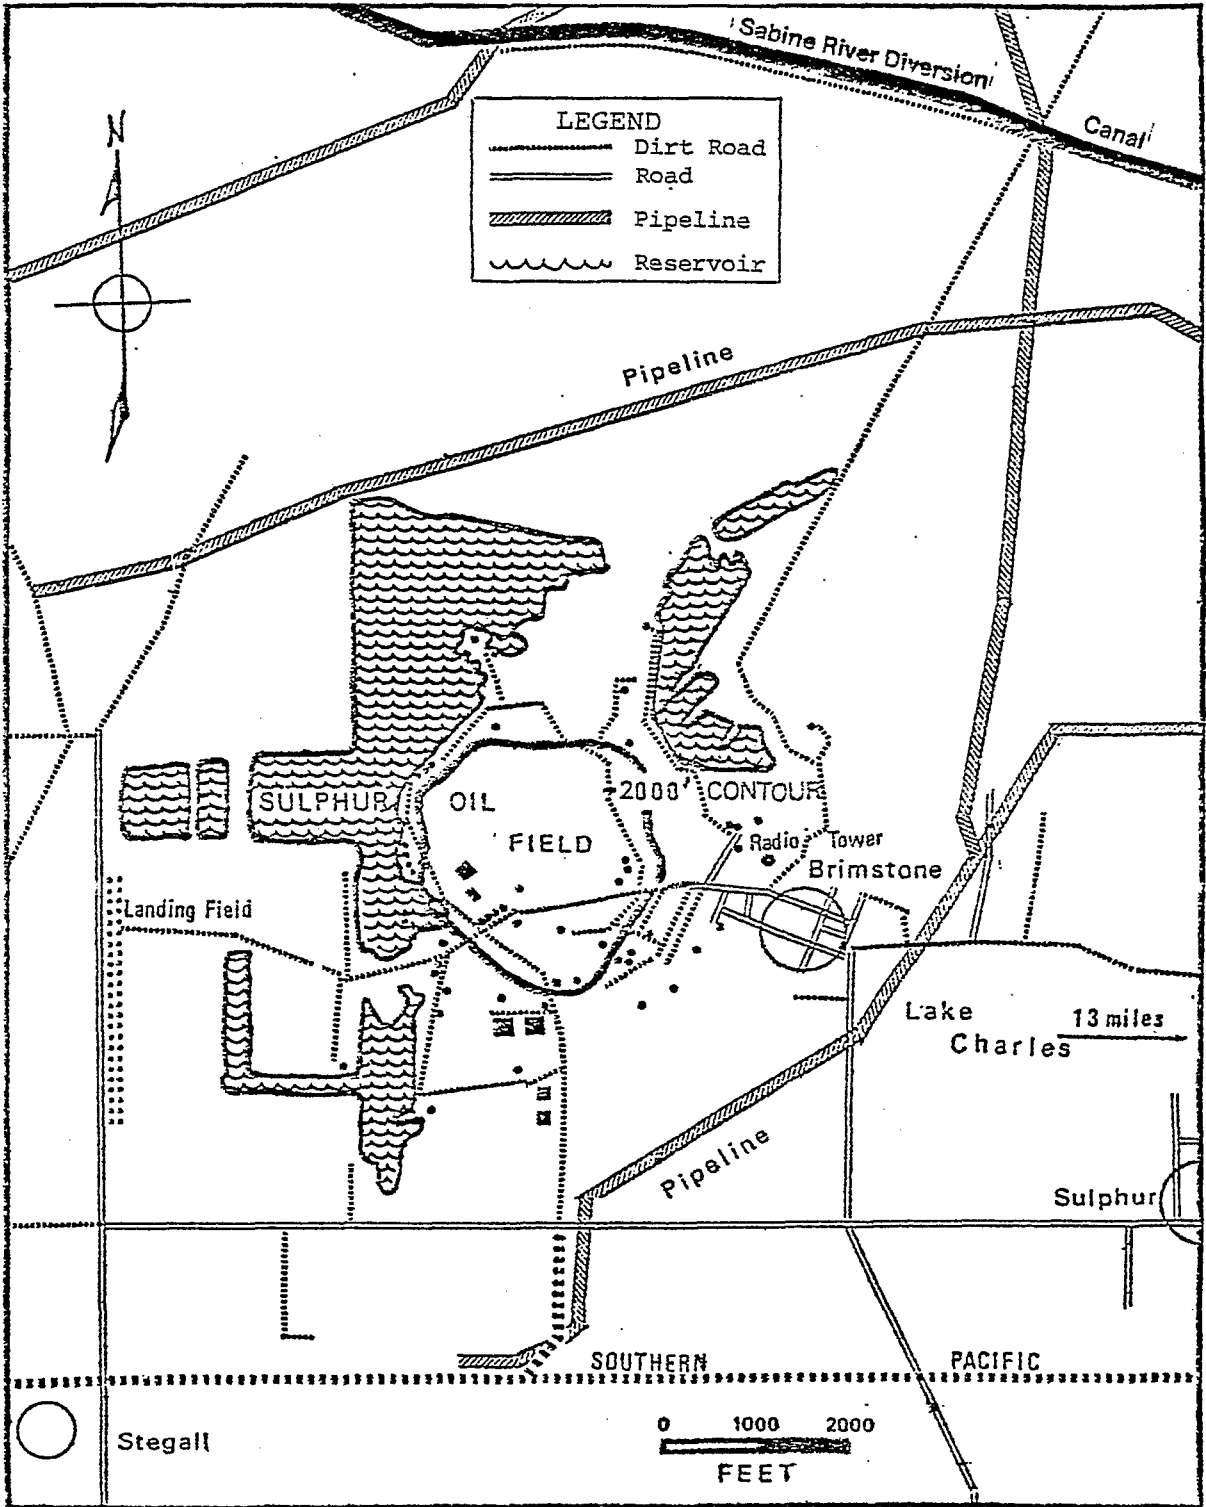 Sabine River Diversion
Canal
N
LEGEND
Dirt Road
Road
Pipeline
Reservoir
Pipeline
SULPHUR
OIL
FIELD
2000' CONTOUR
Radio Tower
Brimstone
Landing Field
Lake
Charles
13 miles
Pipeline
Sulphur
SOUTHERN PACIFIC
Stegall
0 1000 2000
FEET